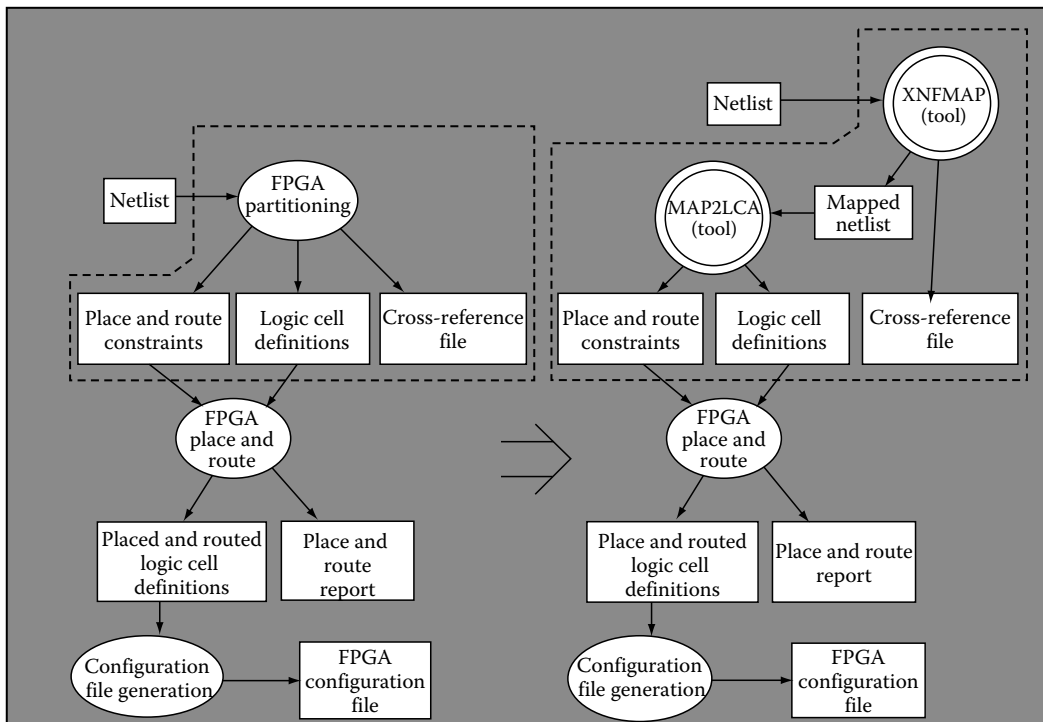 Netlist
FPGA
partitioning
Place and route
constraints
Logic cell
definitions
Cross-reference
file
FPGA
place and
route
Placed and routed
logic cell
definitions
Place and
route
report
Configuration
file generation
FPGA
configuration
file
Netlist
XNFMAP
(tool)
MAP2LCA
(tool)
Mapped
netlist
Place and route
constraints
Logic cell
definitions
Cross-reference
file
FPGA
place and
route
Place and routed
logic cell
definitions
Place and route
report
Configuration
file generation
FPGA
configuration
file